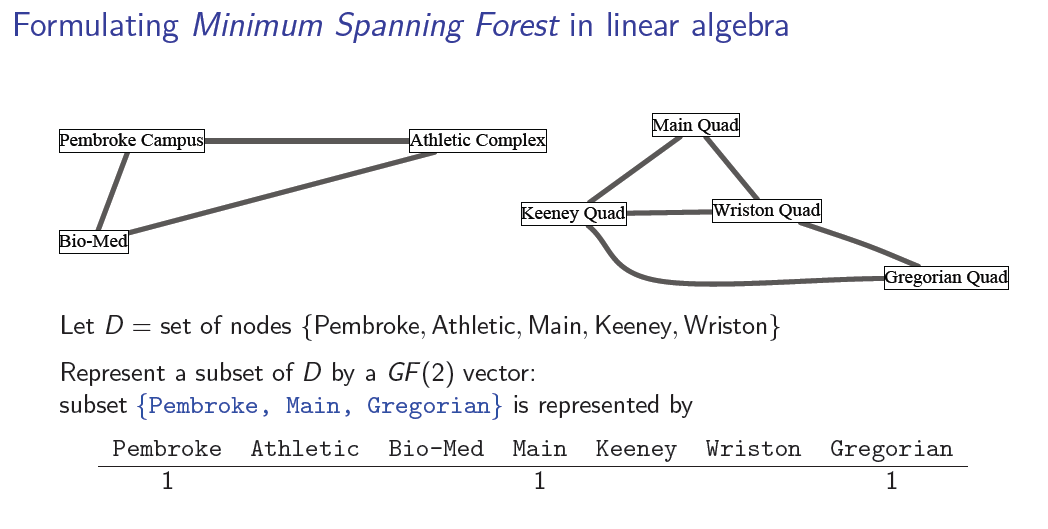 Formulating Minimum Spanning Forest in linear algebra
Pembroke Campus
Athletic Complex
Bio-Med
Main Quad
Keeney Quad
Wriston Quad
Gregorian Quad
Let D = set of nodes {Pembroke, Athletic, Main, Keeney, Wriston}
Represent a subset of D by a GF(2) vector:
subset {Pembroke, Main, Gregorian} is represented by
Pembroke Athletic Bio-Med Main Keeney Wriston Gregorian
1 1 1